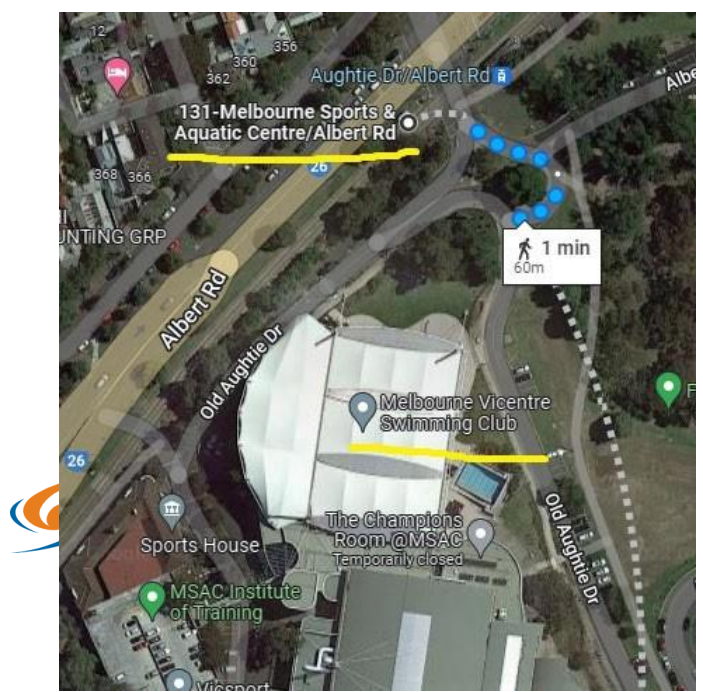 12
356
360
362
Aughtie Dr/Albert Rd
Albe
131-Melbourne Sports &
Aquatic Centre/Albert Rd
368 366
26
UNTING GRP
1 min
60m
Albert Rd
Old Aughtie Dr
Melbourne Vicentre
Swimming Club
F
26
The Champions
Room @MSAC
Temporarily closed
Sports House
Old Aughtie Dr
MSAC Institute
of Training
Vicsport